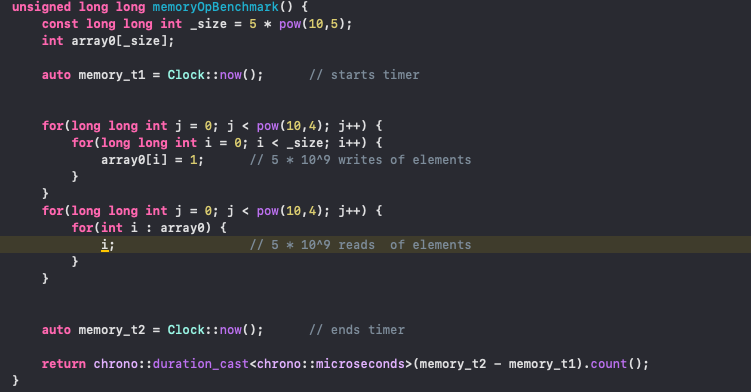 unsigned long long memoryOpBenchmark() {
    const long long int _size = 5 * pow(10,5);
    int array0[_size];
    auto memory_t1 = Clock::now();      // starts timer
    for(long long int j = 0; j < pow(10,4); j++) {
        for(long long int i = 0; i < _size; i++) {
            array0[i] = 1;      // 5 * 10^9 writes of elements
        }
    }
    for(long long int j = 0; j < pow(10,4); j++) {
        for(int i : array0) {
            i;                  // 5 * 10^9 reads  of elements
        }
    }
    auto memory_t2 = Clock::now();      // ends timer
    return chrono::duration_cast<chrono::microseconds>(memory_t2 - memory_t1).count();
}